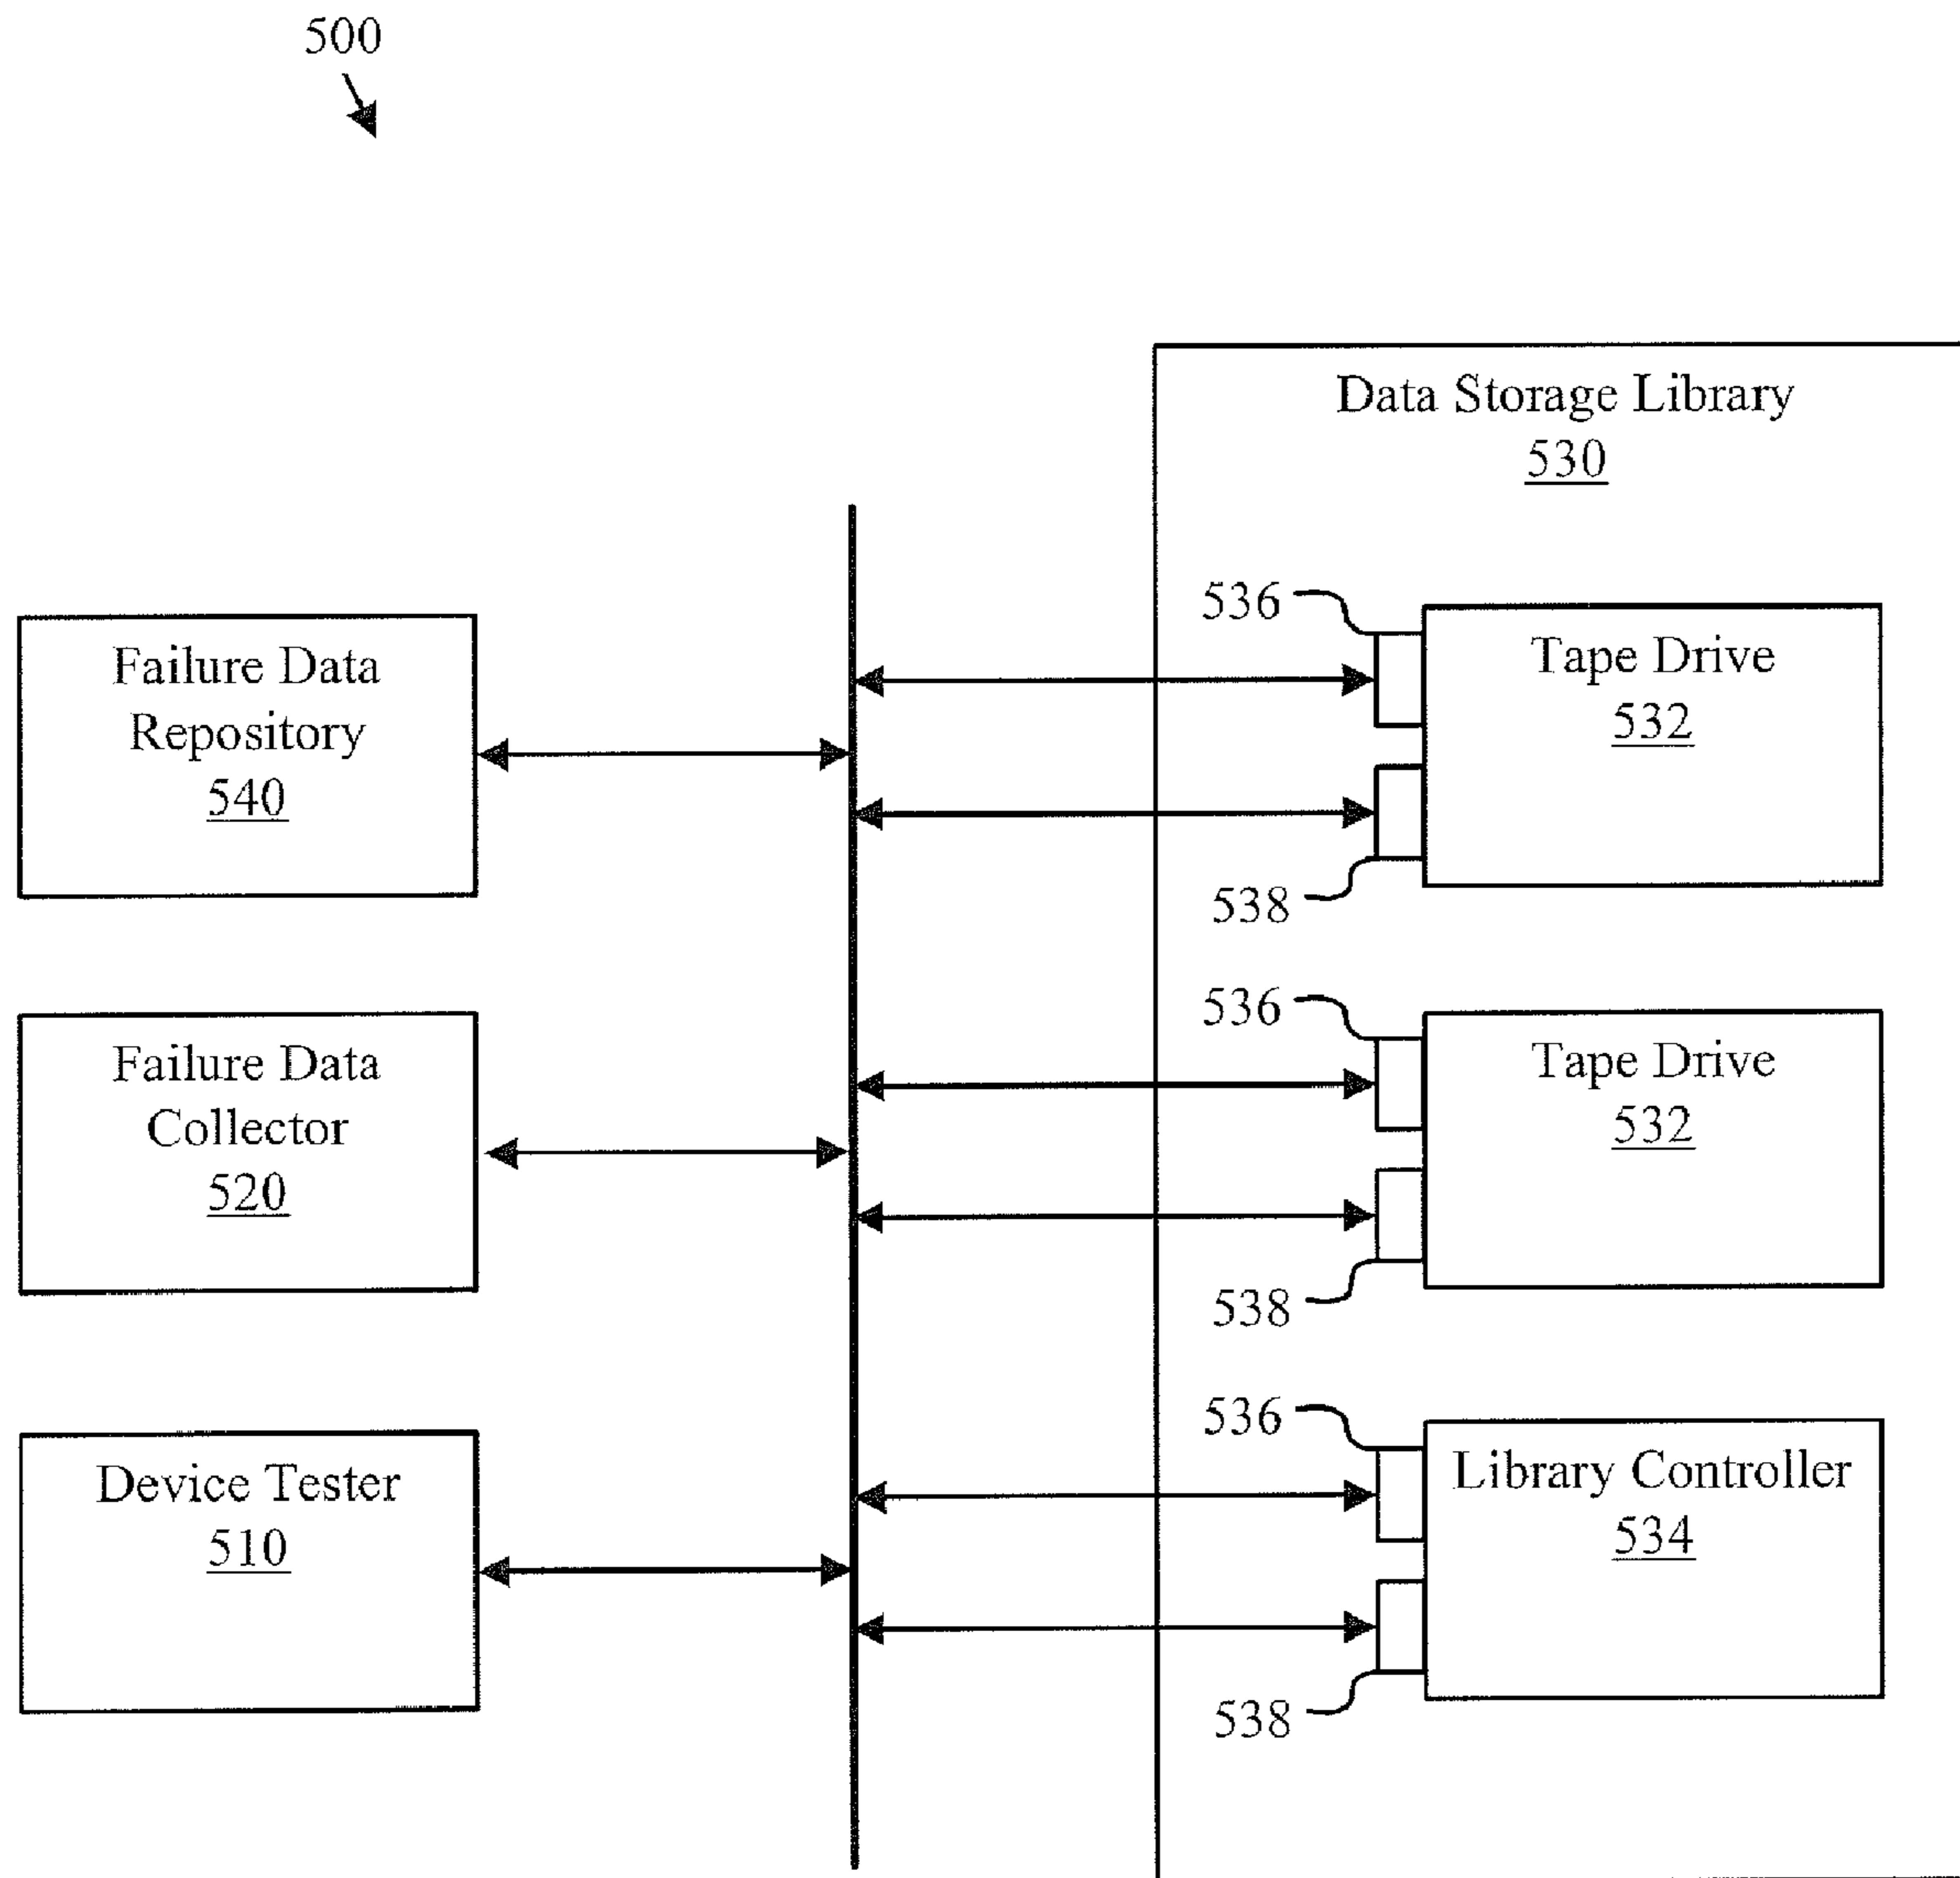 500
Data Storage Library
530
536
Tape Drive
532
538
Failure Data
Repository
540
536
Tape Drive
532
538
Failure Data
Collector
520
536
Library Controller
534
538
Device Tester
510